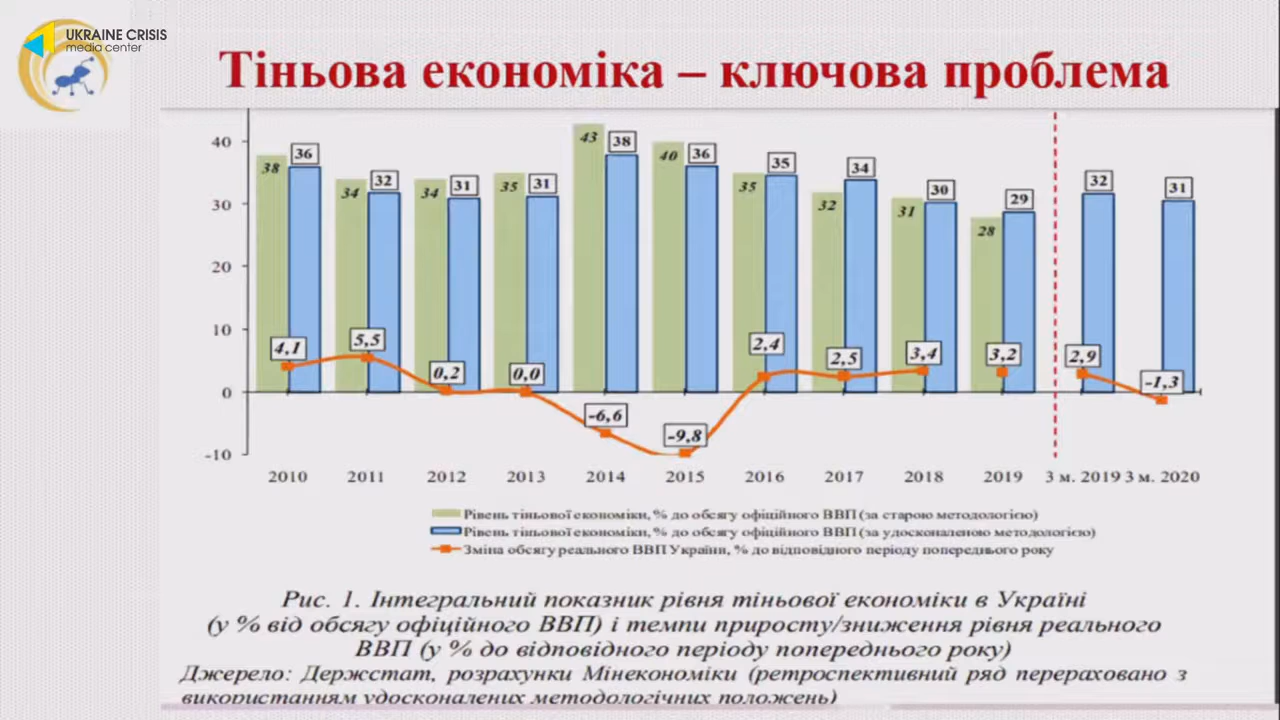 UKRAINE CRISIS
media center
Тіньова економіка – ключова проблема
40
30
20
10
0
-10
38 36 34 32 34 31 35 31 43 38 40 36 35 35 32 34 31 30 28 29 32 31
4,1 5,5 0,2 0,0 -6,6 -9,8 2,4 2,5 3,4 3,2 2,9 -1,3
2010 2011 2012 2013 2014 2015 2016 2017 2018 2019 3 м. 2019 3 м. 2020
Рівень тіньової економіки, % до обсягу офіційного ВВП (за старою методологією)
Рівень тіньової економіки, % до обсягу офіційного ВВП (за удосконаленою методологією)
Зміна обсягу реального ВВП України, % до відповідного періоду попереднього року
Рис. 1. Інтегральний показник рівня тіньової економіки в Україні
(у % від обсягу офіційного ВВП) і темпи приросту/зниження рівня реального
ВВП (у % до відповідного періоду попереднього року)
Джерело: Держстат, розрахунки Мінекономіки (ретроспективний ряд перераховано з
використанням удосконалених методологічних положень)